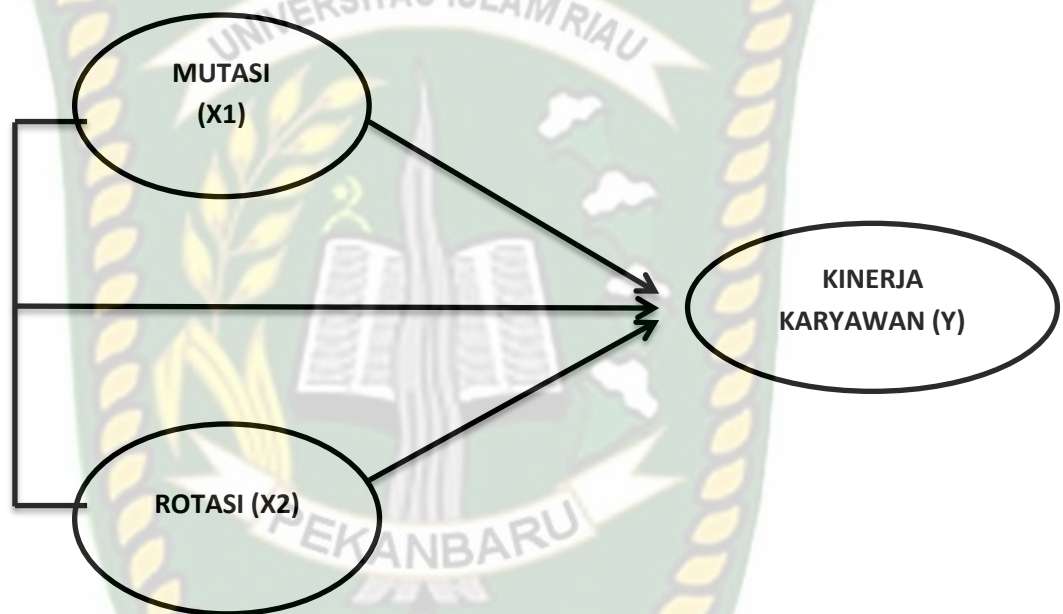 UNIVERSITAS ISLAM RIAU
MUTASI
(X1)
KINERJA
KARYAWAN (Y)
ROTASI (X2)
PEKANBARU